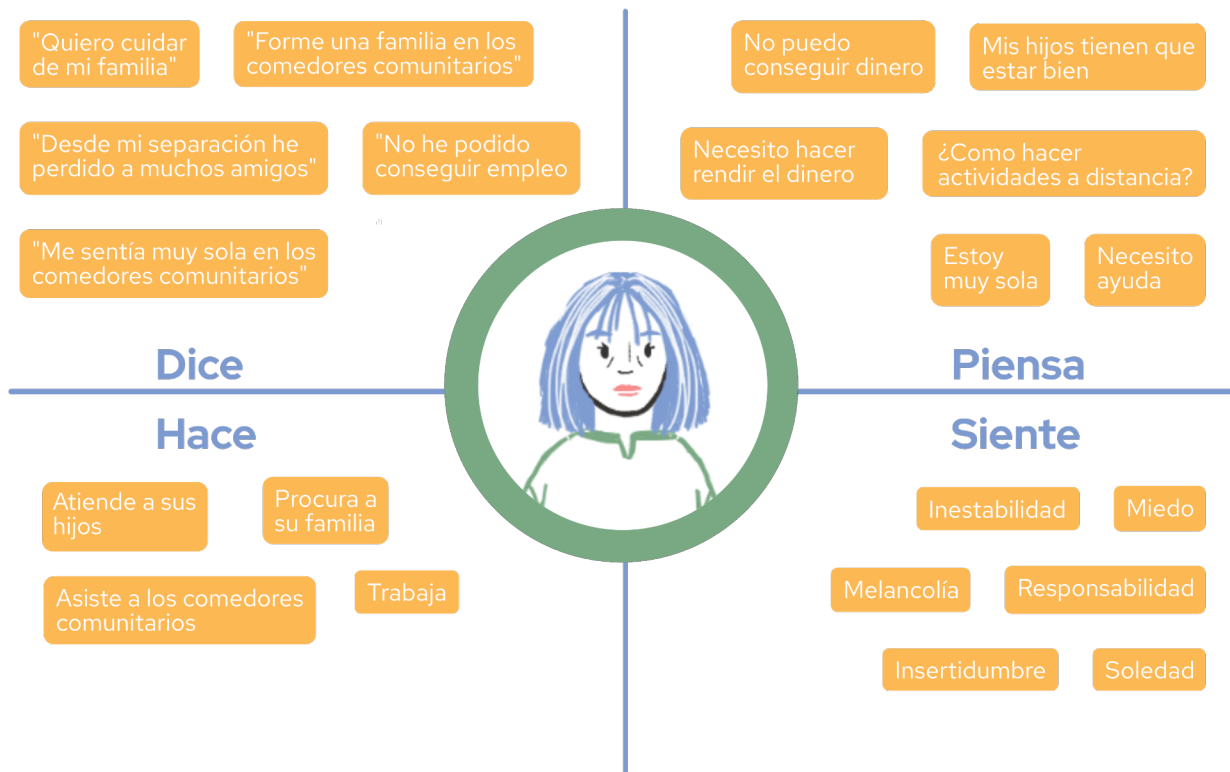 "Quiero cuidar
de mi familia"
"Forme una familia en los
comedores comunitarios"
"Desde mi separación he
perdido a muchos amigos"
"No he podido
conseguir empleo
"Me sentía muy sola en los
comedores comunitarios"
Dice
No puedo
conseguir dinero
Mis hijos tienen que
estar bien
Necesito hacer
rendir el dinero
¿Como hacer
actividades a distancia?
Estoy
muy sola
Necesito
ayuda
Piensa
Hace
Atiende a sus
hijos
Procura a
su familia
Asiste a los comedores
comunitarios
Trabaja
Siente
Inestabilidad
Miedo
Melancolía
Responsabilidad
Insertidumbre
Soledad